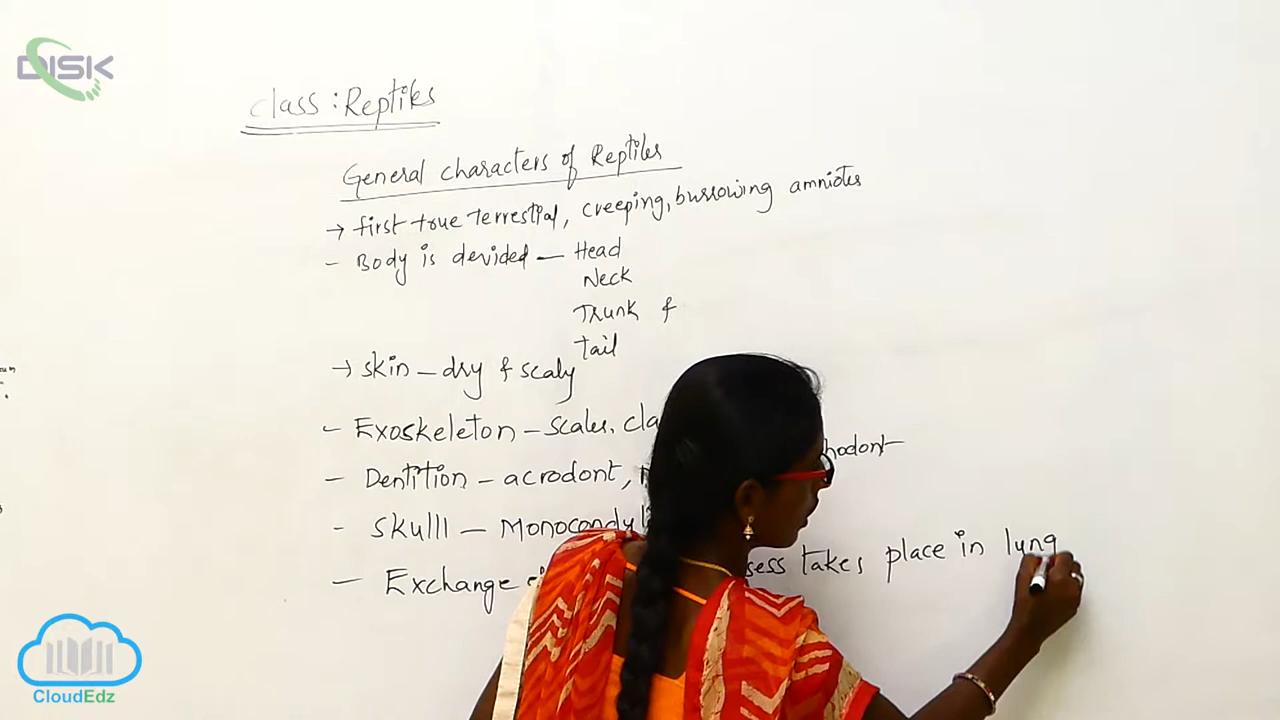 DISK
class : Reptiles
General characters of Reptiles
→ first true terrestrial, creeping, burrowing amniotes
- Body is devided — Head
Neck
Trunk &
tail
→ skin — dry & scaly
- Exoskeleton — scales, cla
- Dentition — acrodont, hodont
- Skulll — Monocondyl
- Exchange sess takes place in lung
CloudEdz